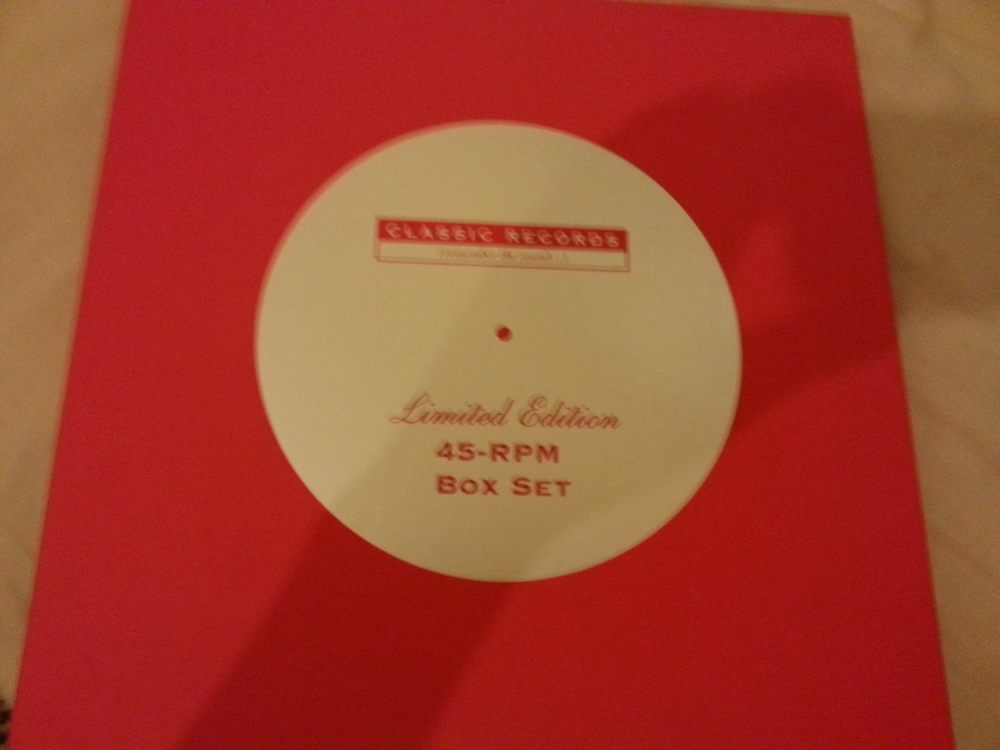 CLASSIC RECORDS
Limited Edition
45-RPM
BOX SET